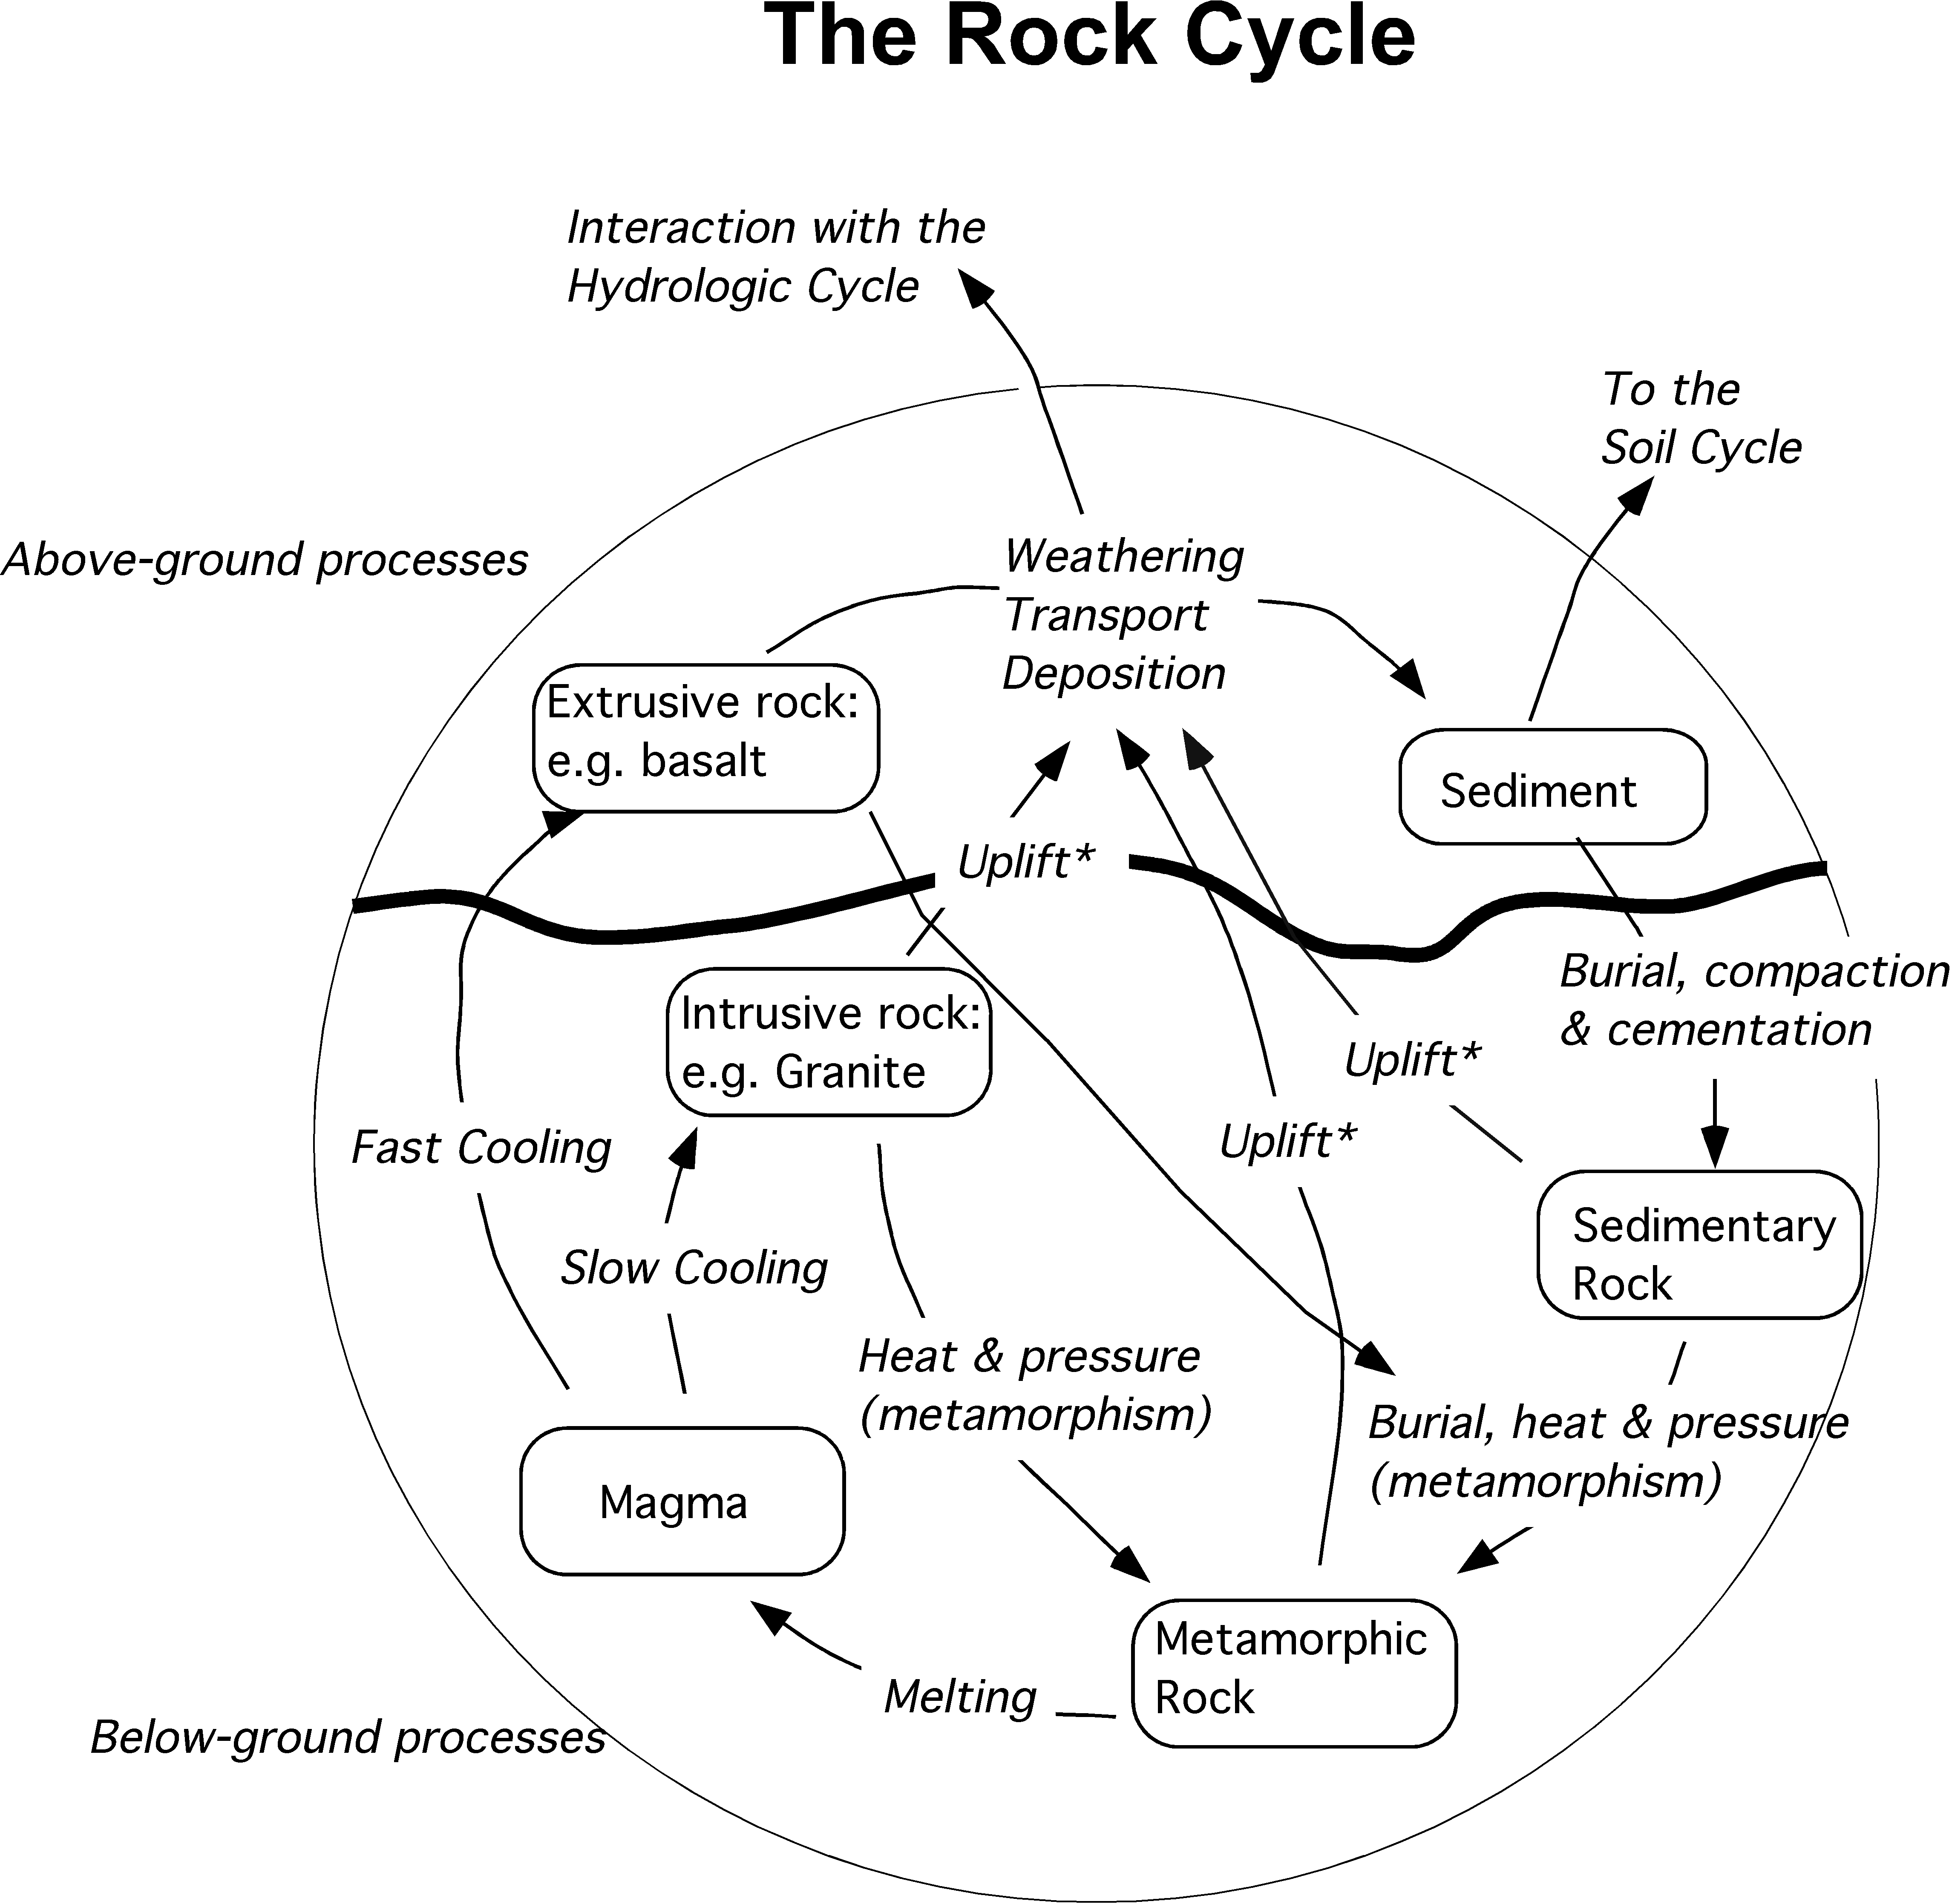 The Rock Cycle
Interaction with the
Hydrologic Cycle
To the
Soil Cycle
Above-ground processes
Weathering
Transport
Deposition
Extrusive rock:
e.g. basalt
Sediment
Uplift*
Burial, compaction
& cementation
Intrusive rock:
e.g. Granite
Uplift*
Uplift*
Fast Cooling
Sedimentary
Rock
Slow Cooling
Heat & pressure
(metamorphism)
Burial, heat & pressure
(metamorphism)
Magma
Metamorphic
Rock
Melting
Below-ground processes